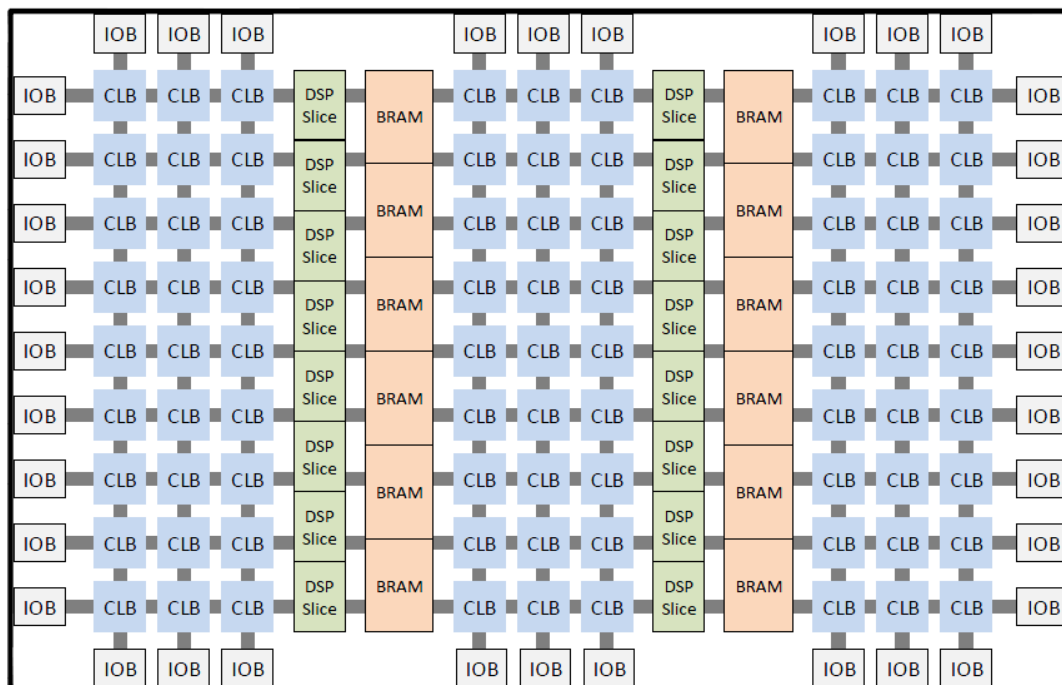 IOB IOB IOB IOB IOB IOB IOB IOB IOB
IOB CLB CLB CLB DSP CLB CLB CLB DSP CLB CLB CLB IOB
Slice BRAM Slice BRAM
IOB CLB CLB CLB DSP CLB CLB CLB DSP CLB CLB CLB IOB
Slice Slice
BRAM BRAM
IOB CLB CLB CLB CLB CLB CLB CLB CLB CLB IOB
DSP DSP
Slice Slice
IOB CLB CLB CLB CLB CLB CLB CLB CLB CLB IOB
DSP BRAM DSP BRAM
Slice Slice
IOB CLB CLB CLB CLB CLB CLB CLB CLB CLB IOB
DSP DSP
Slice BRAM Slice BRAM
IOB CLB CLB CLB CLB CLB CLB CLB CLB CLB IOB
DSP DSP
IOB CLB CLB CLB Slice CLB CLB CLB Slice CLB CLB CLB IOB
BRAM BRAM
DSP DSP
IOB CLB CLB CLB Slice CLB CLB CLB Slice CLB CLB CLB IOB
DSP BRAM DSP BRAM
IOB CLB CLB CLB Slice CLB CLB CLB Slice CLB CLB CLB IOB
IOB IOB IOB IOB IOB IOB IOB IOB IOB